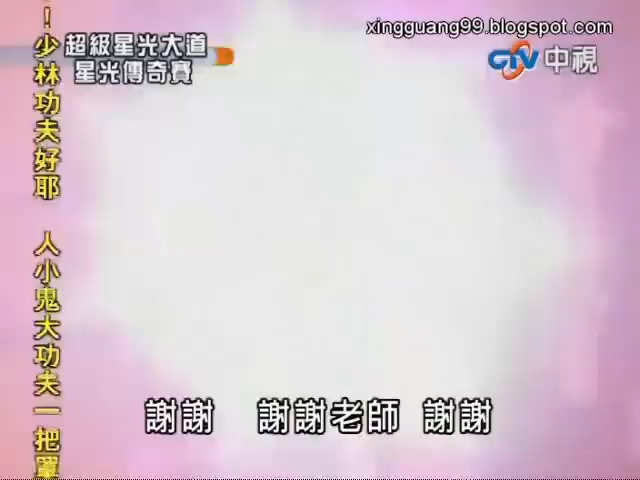 xingguang99.blogspot.com
超級星光大道
星光傳奇賽
CTV中視
！少林功夫好耶 人小鬼大功夫一把罩
謝謝 謝謝老師 謝謝